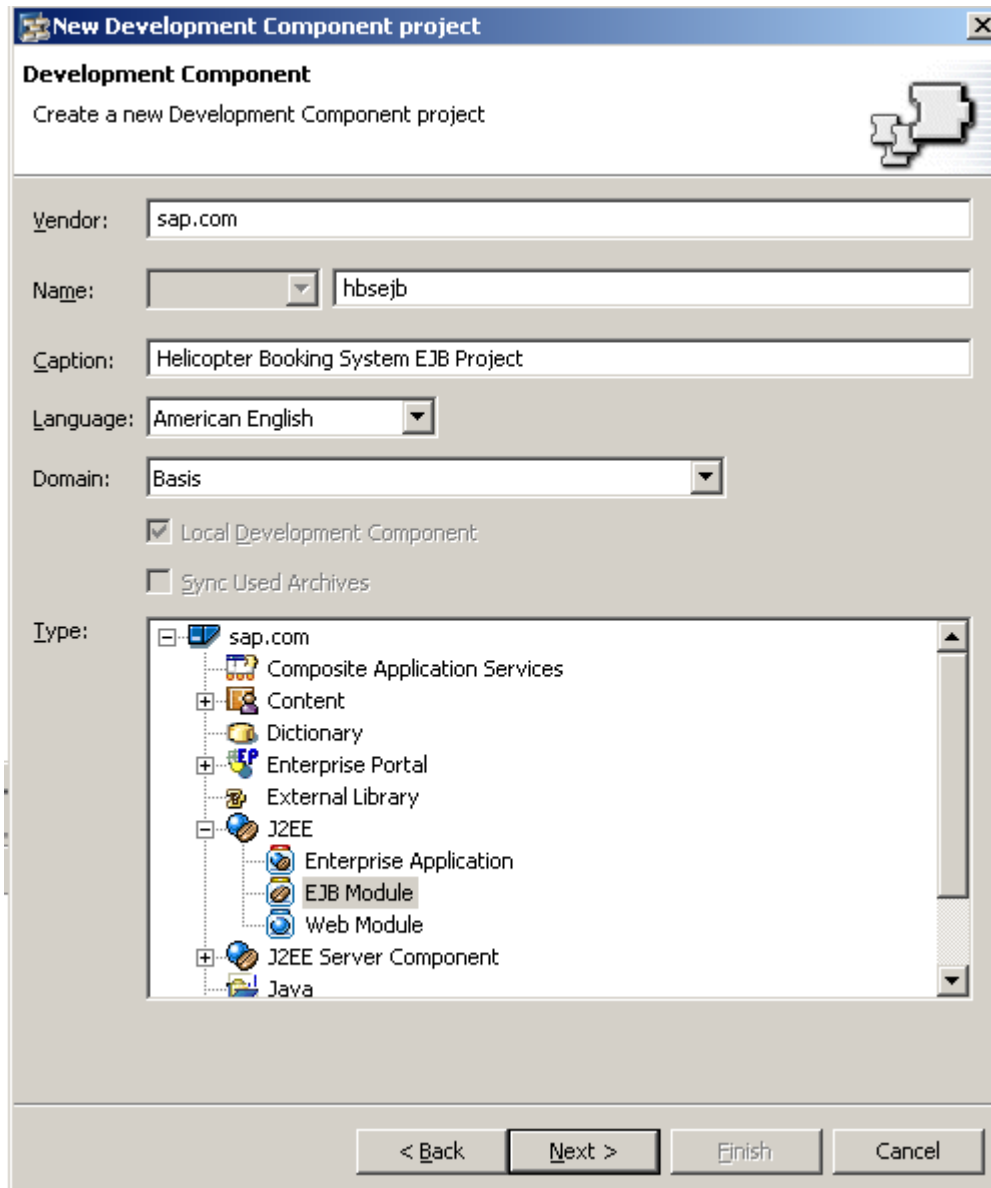 New Development Component project
Development Component
Create a new Development Component project
Vendor: sap.com
Name: hbsejb
Caption: Helicopter Booking System EJB Project
Language: American English
Domain: Basis
Local Development Component
Sync Used Archives
Type: sap.com
Composite Application Services
Content
Dictionary
Enterprise Portal
External Library
J2EE
Enterprise Application
EJB Module
Web Module
J2EE Server Component
Java
< Back Next > Finish Cancel